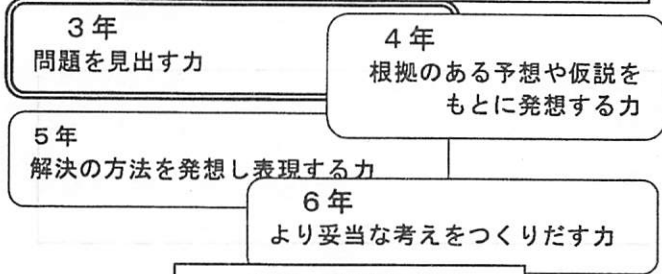 3年
問題を見出す力
4年
根拠のある予想や仮説を
もとに発想する力
5年
解決の方法を発想し表現する力
6年
より妥当な考えをつくりだす力